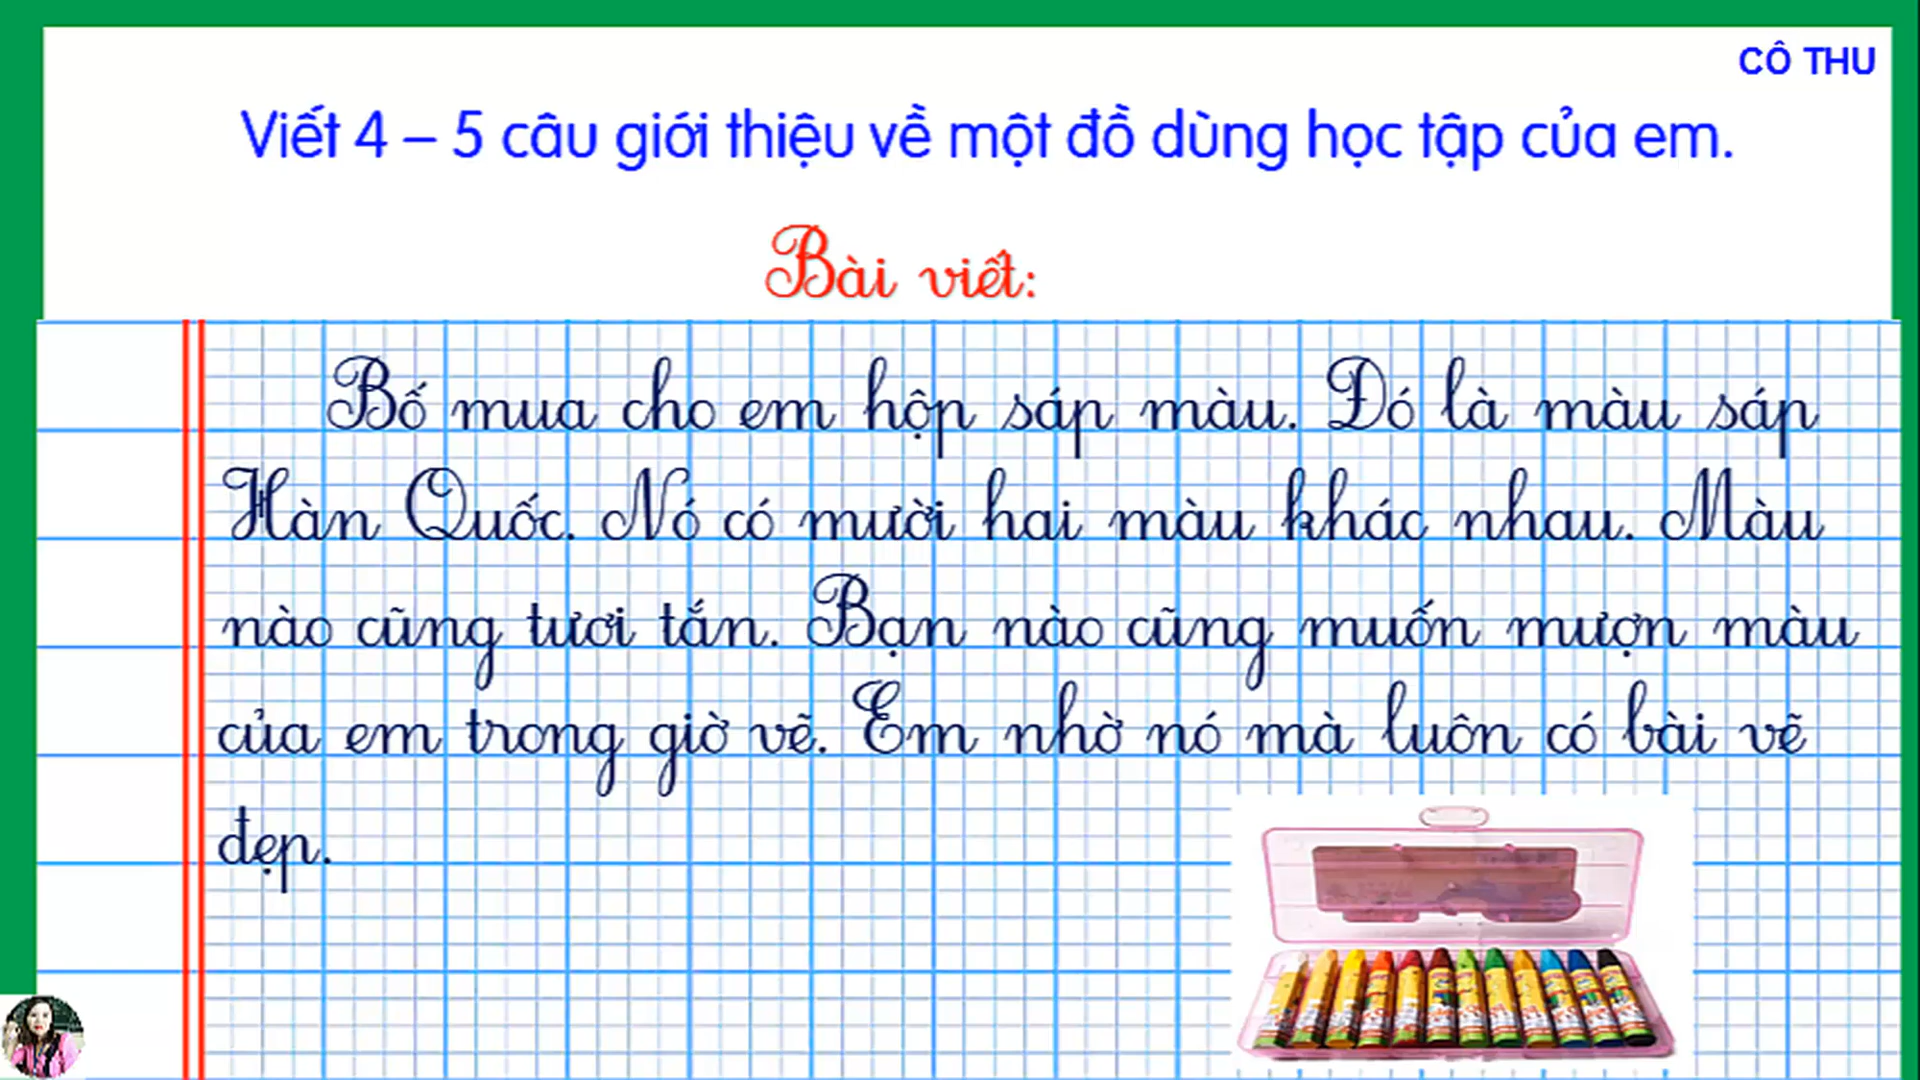 CÔ THU
Viết 4 – 5 câu giới thiệu về một đồ dùng học tập của em.
Bài viết:
Bố mua cho em hộp sáp màu. Đó là màu sáp
Hàn Quốc. Nó có mười hai màu khác nhau. Màu
nào cũng tươi tắn. Bạn nào cũng muốn mượn màu
của em trong giờ vẽ. Em nhờ nó mà luôn có bài vẽ
đẹp.